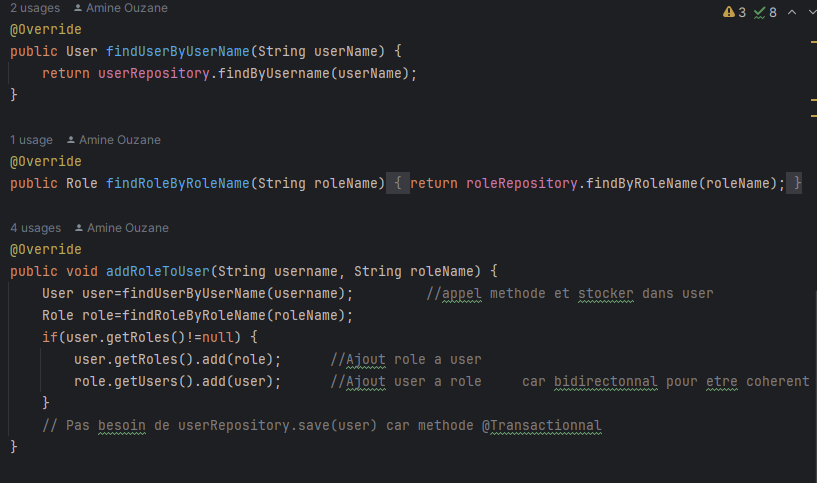 2 usages Amine Ouzane
3 8
@Override
public User findUserByUserName(String userName) {
return userRepository.findByUsername(userName);
}
1 usage Amine Ouzane
@Override
public Role findRoleByRoleName(String roleName) { return roleRepository.findByRoleName(roleName); }
4 usages Amine Ouzane
@Override
public void addRoleToUser(String username, String roleName) {
User user=findUserByUserName(username); //appel methode et stocker dans user
Role role=findRoleByRoleName(roleName);
if(user.getRoles()!=null) {
user.getRoles().add(role); //Ajout role a user
role.getUsers().add(user); //Ajout user a role car bidirectonnal pour etre coherent
}
// Pas besoin de userRepository.save(user) car methode @Transactionnal
}